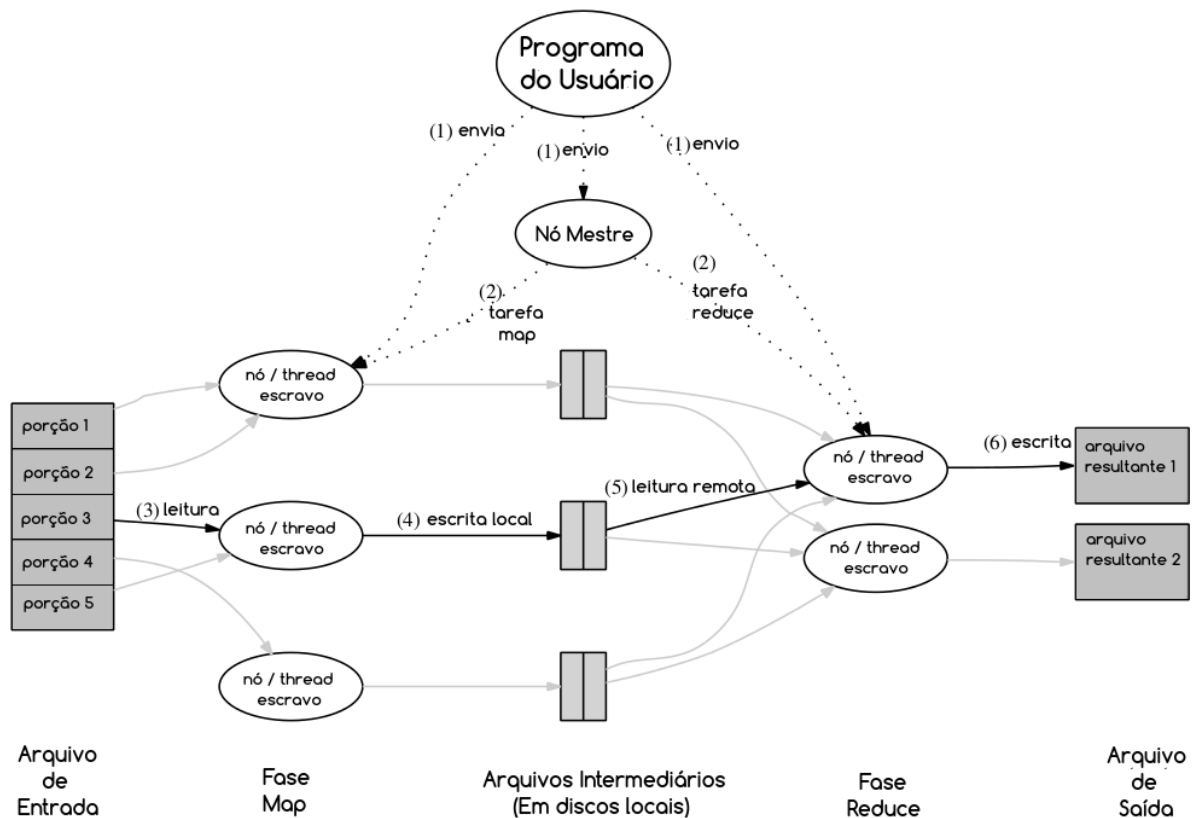 Programa
do Usuário
(1) envia
(1) envio
(1) envio
Nó Mestre
(2)
tarefa
map
(2)
tarefa
reduce
porção 1
porção 2
porção 3
porção 4
porção 5
nó / thread
escravo
(3) leitura
nó / thread
escravo
nó / thread
escravo
(4) escrita local
(5) leitura remota
nó / thread
escravo
nó / thread
escravo
(6) escrita
arquivo
resultante 1
arquivo
resultante 2
Arquivo
de
Entrada
Fase
Map
Arquivos Intermediários
(Em discos locais)
Fase
Reduce
Arquivo
de
Saída